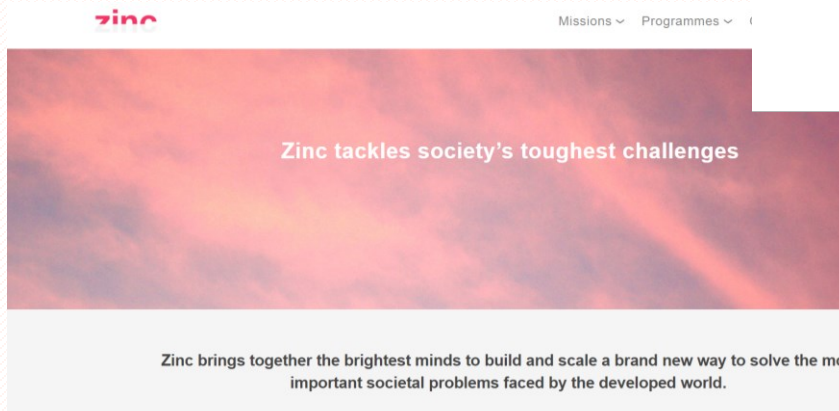 zinc
Missions Programmes
Zinc tackles society’s toughest challenges
Zinc brings together the brightest minds to build and scale a brand new way to solve the
important societal problems faced by the developed world.